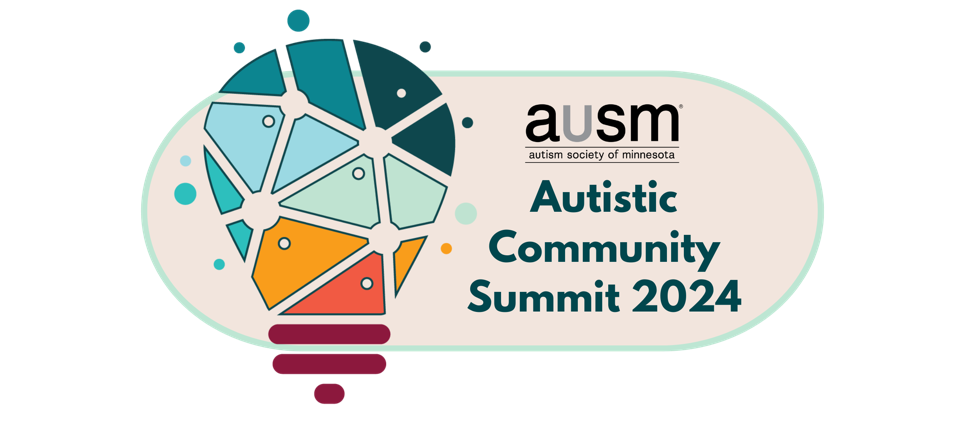 ausm®
autism society of minnesota
Autistic
Community
Summit 2024